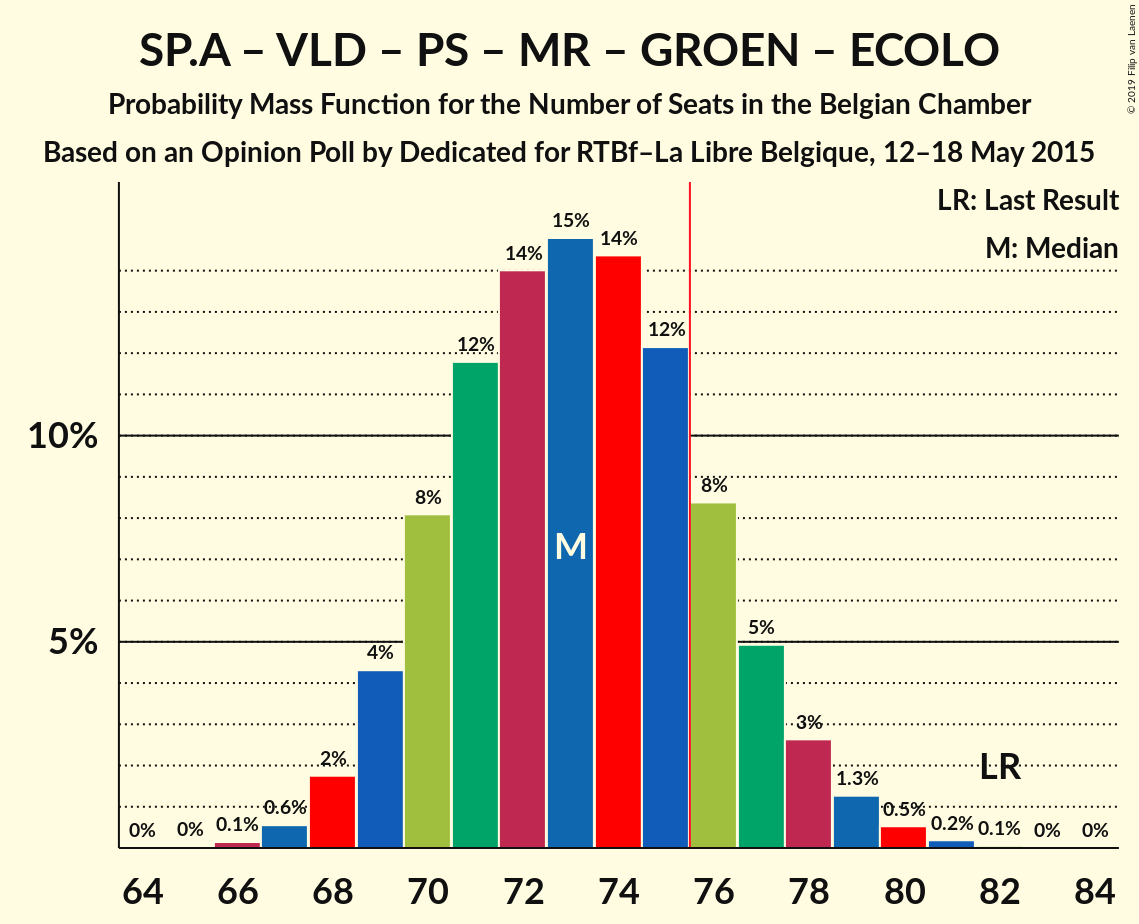 SP.A – VLD – PS – MR – GROEN – ECOLO
Probability Mass Function for the Number of Seats in the Belgian Chamber
Based on an Opinion Poll by Dedicated for RTBf–La Libre Belgique, 12–18 May 2015
© 2019 Filip van Laenen
LR: Last Result
M: Median
10%
5%
0% 0% 0.1% 0.6% 2% 4% 8% 12% 14% 15% 14% 12% 8% 5% 3% 1.3% 0.5% 0.2% 0.1% 0% 0%
M
LR
64 66 68 70 72 74 76 78 80 82 84